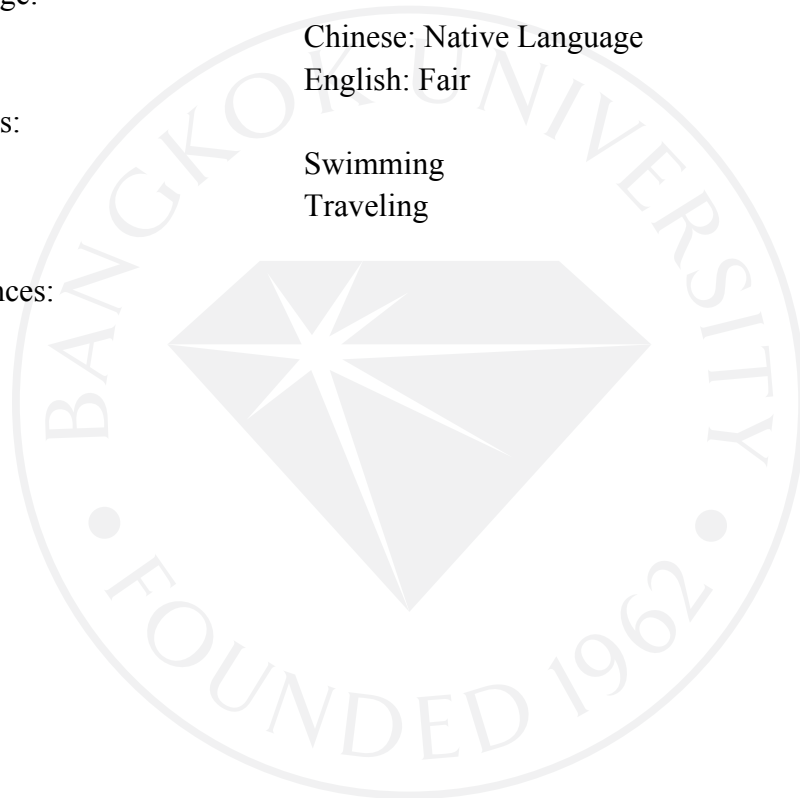 ge:
Chinese: Native Language
English: Fair
s:
Swimming
Traveling
nces:
BANGKOK UNIVERSITY
FOUNDED 1962